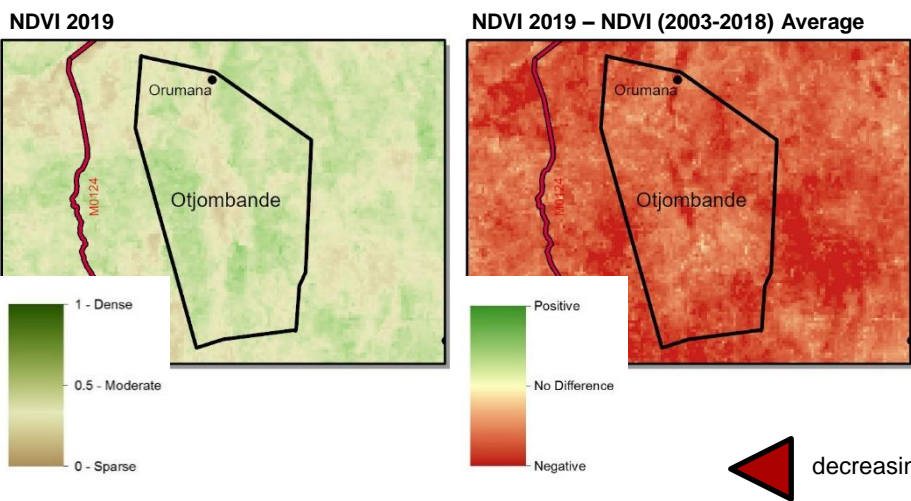 NDVI 2019
Orumana
Otjombande
M0124
1 - Dense
0.5 - Moderate
0 - Sparse
NDVI 2019 – NDVI (2003-2018) Average
Orumana
Otjombande
M0124
Positive
No Difference
Negative
decreasin